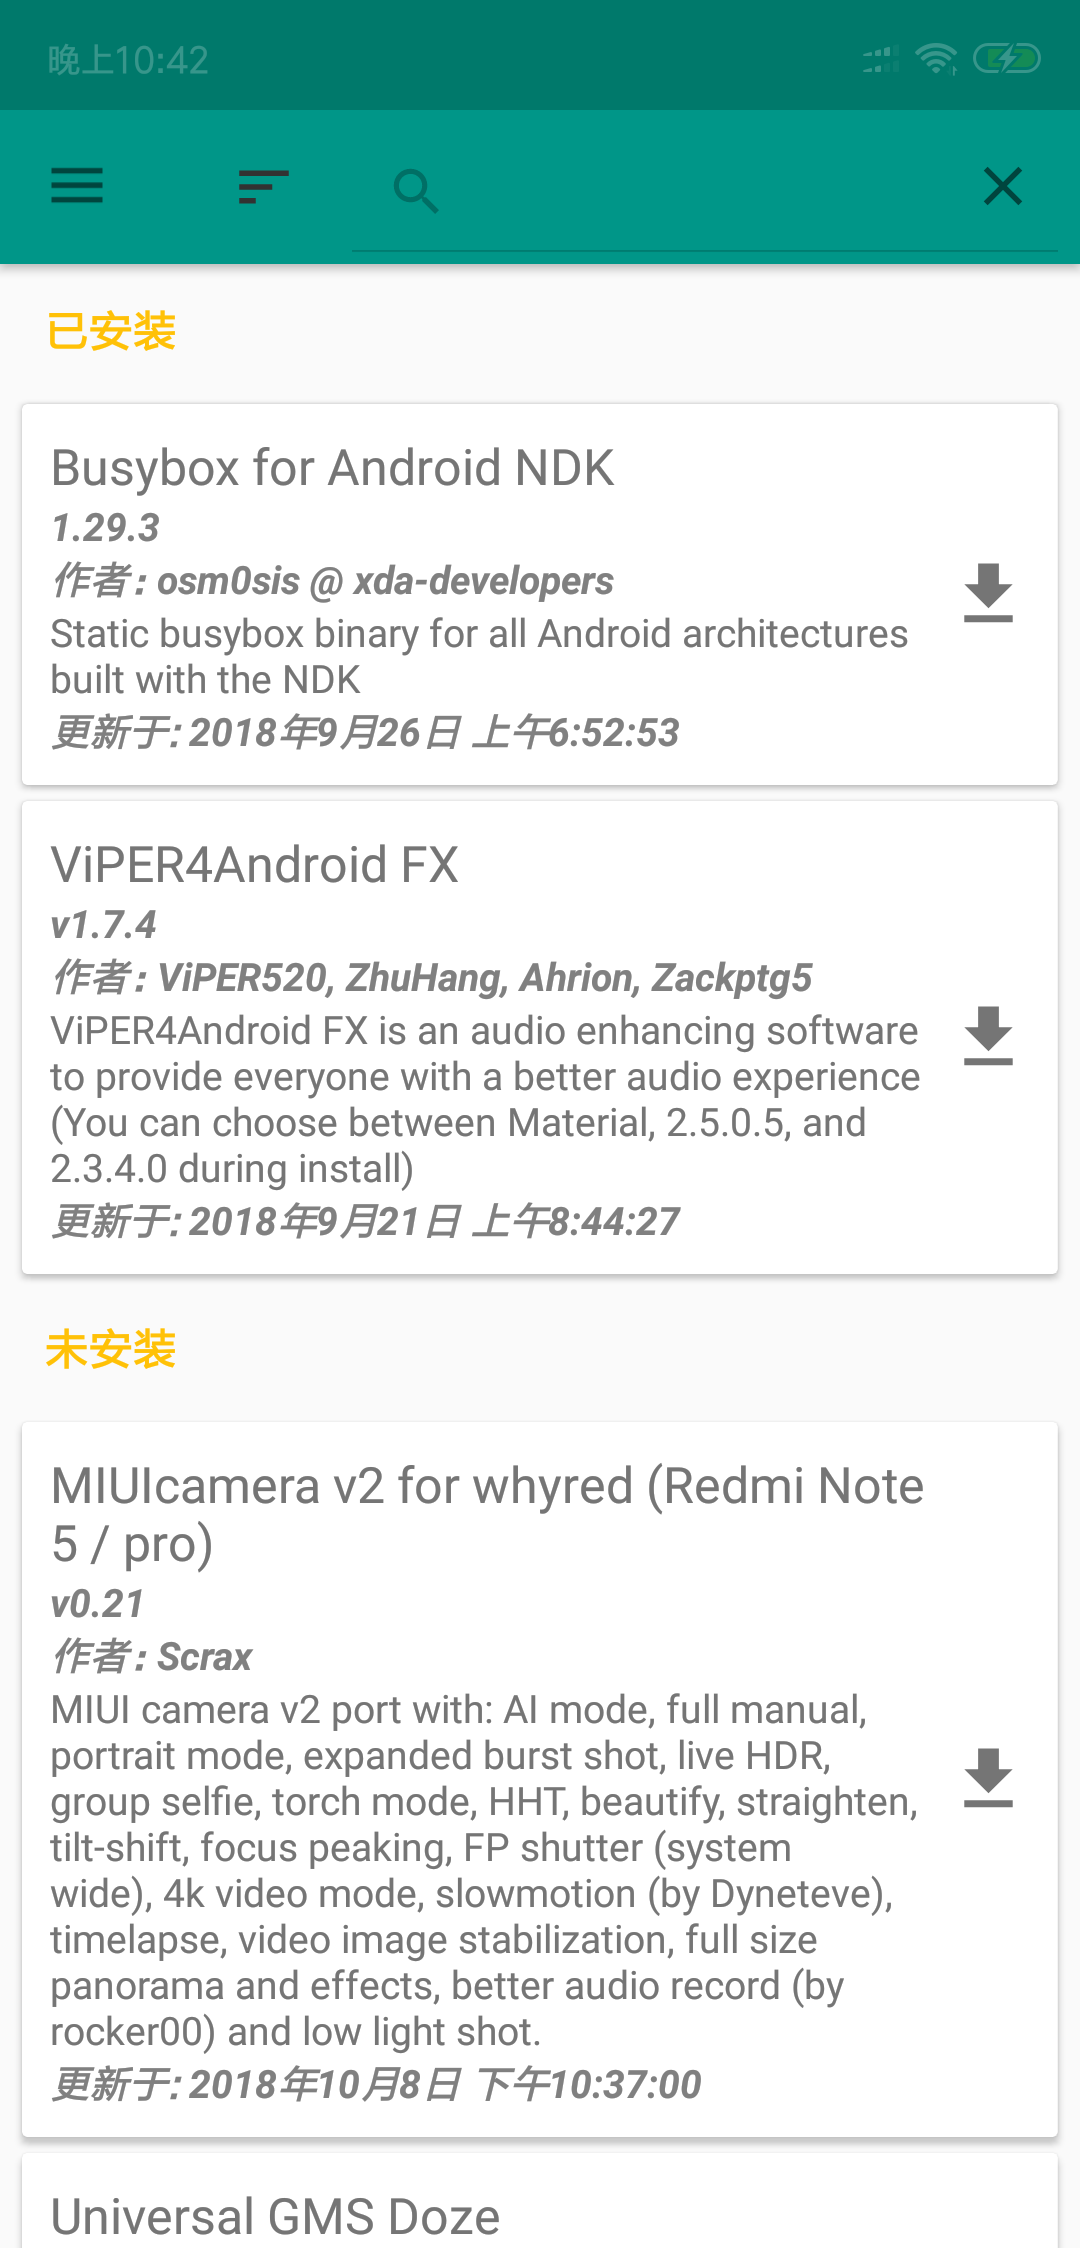 晚上10:42
已安装
Busybox for Android NDK
1.29.3
作者: osm0sis @ xda-developers
Static busybox binary for all Android architectures
built with the NDK
更新于: 2018年9月26日 上午6:52:53
ViPER4Android FX
v1.7.4
作者: ViPER520, ZhuHang, Ahrion, Zackptg5
ViPER4Android FX is an audio enhancing software
to provide everyone with a better audio experience
(You can choose between Material, 2.5.0.5, and
2.3.4.0 during install)
更新于: 2018年9月21日 上午8:44:27
未安装
MIUIcamera v2 for whyred (Redmi Note
5 / pro)
v0.21
作者: Scrax
MIUI camera v2 port with: AI mode, full manual,
portrait mode, expanded burst shot, live HDR,
group selfie, torch mode, HHT, beautify, straighten,
tilt-shift, focus peaking, FP shutter (system
wide), 4k video mode, slowmotion (by Dyneteve),
timelapse, video image stabilization, full size
panorama and effects, better audio record (by
rocker00) and low light shot.
更新于: 2018年10月8日 下午10:37:00
Universal GMS Doze